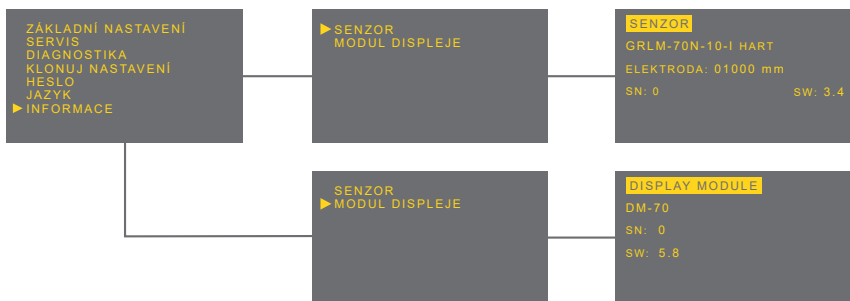 ZÁKLADNÍ NASTAVENÍ
SERVIS
DIAGNOSTIKA
KLONUJ NASTAVENÍ
HESLO
JAZYK
INFORMACE
SENZOR
MODUL DISPLEJE
SENZOR
GRLM-70N-10-I HART
ELEKTRODA: 01000 mm
SN: 0 SW: 3.4
SENZOR
MODUL DISPLEJE
DISPLAY MODULE
DM-70
SN: 0
SW: 5.8